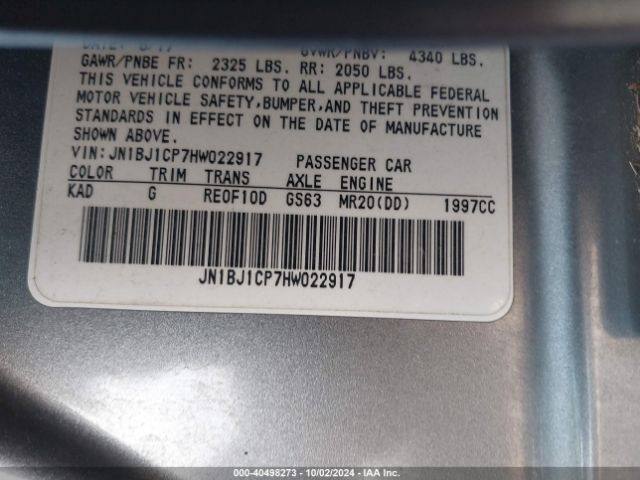 GVWR/PNBV: 4340 LBS.
GAWR/PNBE FR: 2325 LBS. RR: 2050 LBS.
THIS VEHICLE CONFORMS TO ALL APPLICABLE FEDERAL
MOTOR VEHICLE SAFETY, BUMPER, AND THEFT PREVENTION
STANDARDS IN EFFECT ON THE DATE OF MANUFACTURE
SHOWN ABOVE.
VIN: JN1BJ1CP7HW022917 PASSENGER CAR
COLOR TRIM TRANS AXLE ENGINE
KAD G RE0F10D GS63 MR20(DD) 1997CC
JN1BJ1CP7HW022917
000-40498273 | 10/02/2024 | IAA Inc.